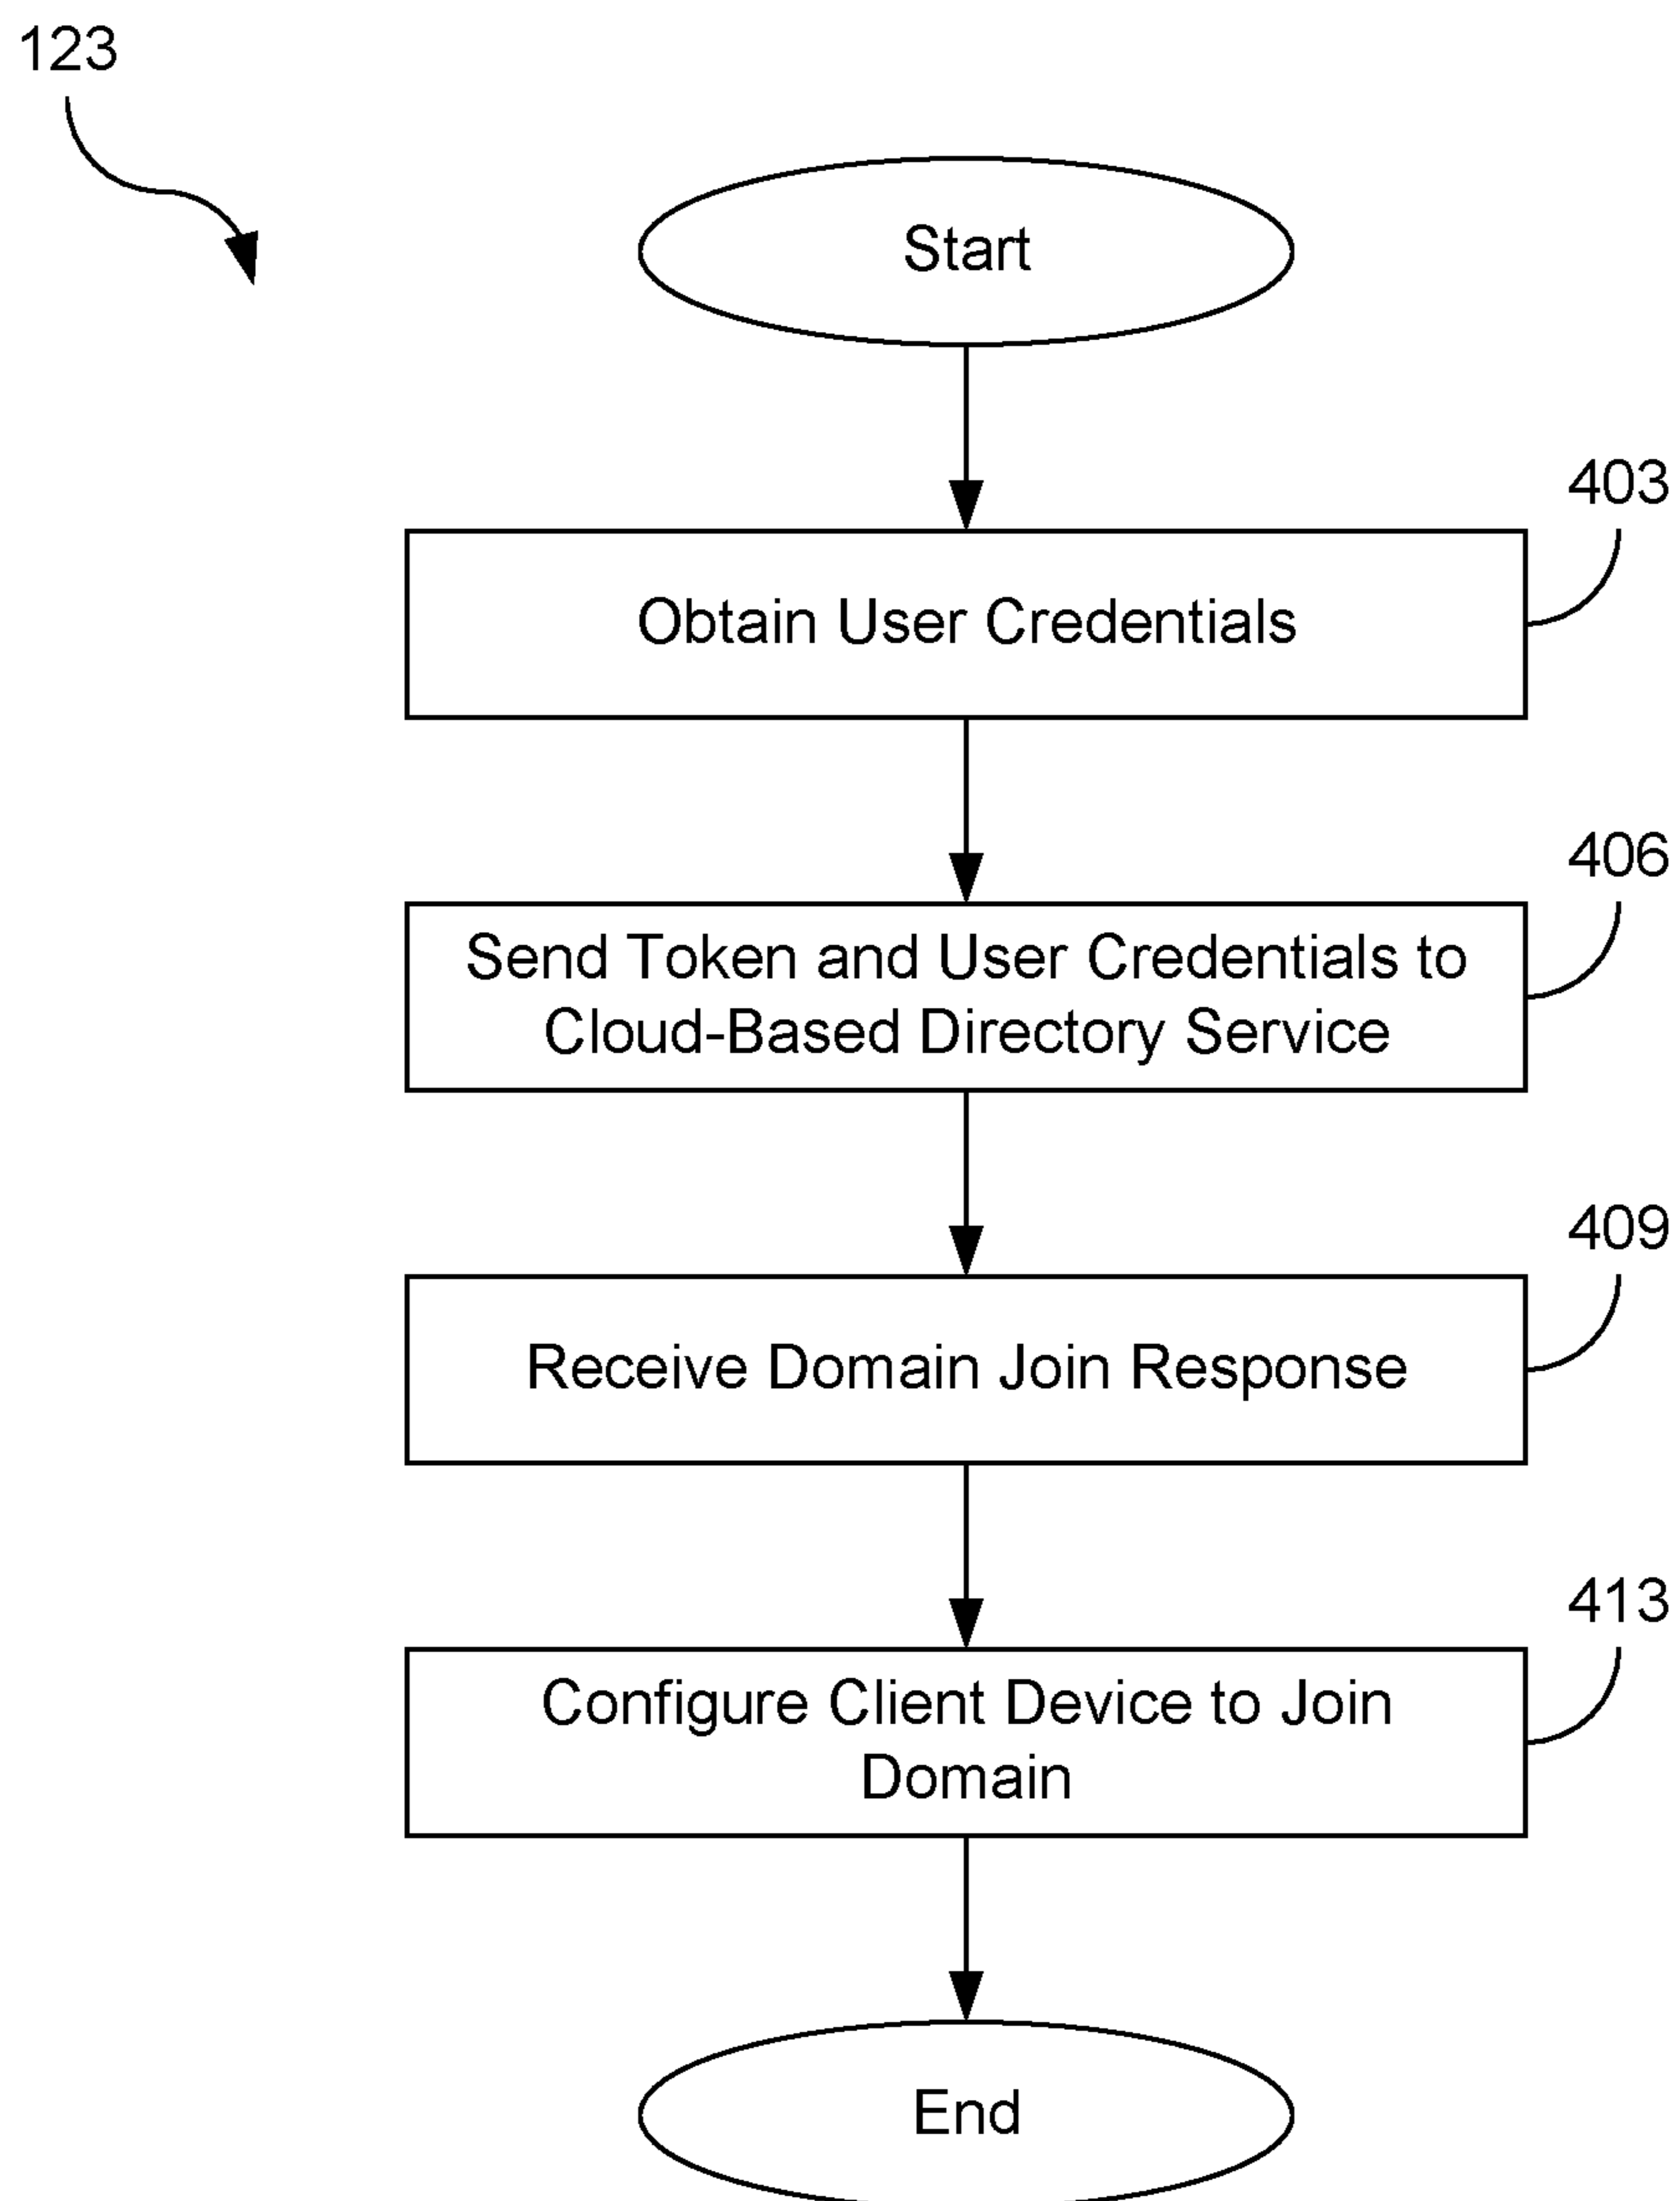 123
Start
403
Obtain User Credentials
406
Send Token and User Credentials to
Cloud-Based Directory Service
409
Receive Domain Join Response
413
Configure Client Device to Join
Domain
End